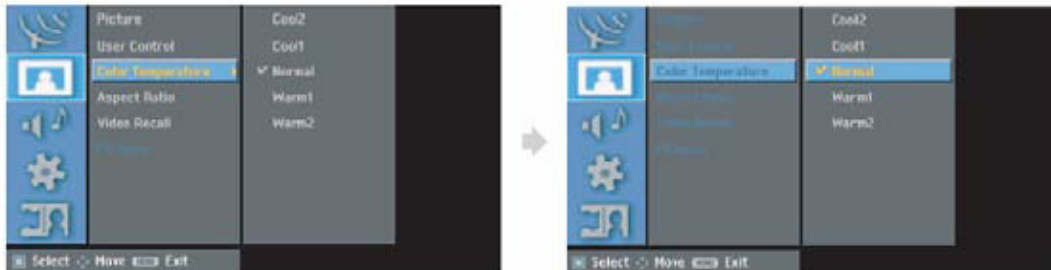 Picture
User Control
Color Temperature
Aspect Ratio
Video Recall
Cool2
Cool1
Normal
Warm1
Warm2
Select Move Exit
Color Temperature
Cool2
Cool1
Normal
Warm1
Warm2
Select Move Exit